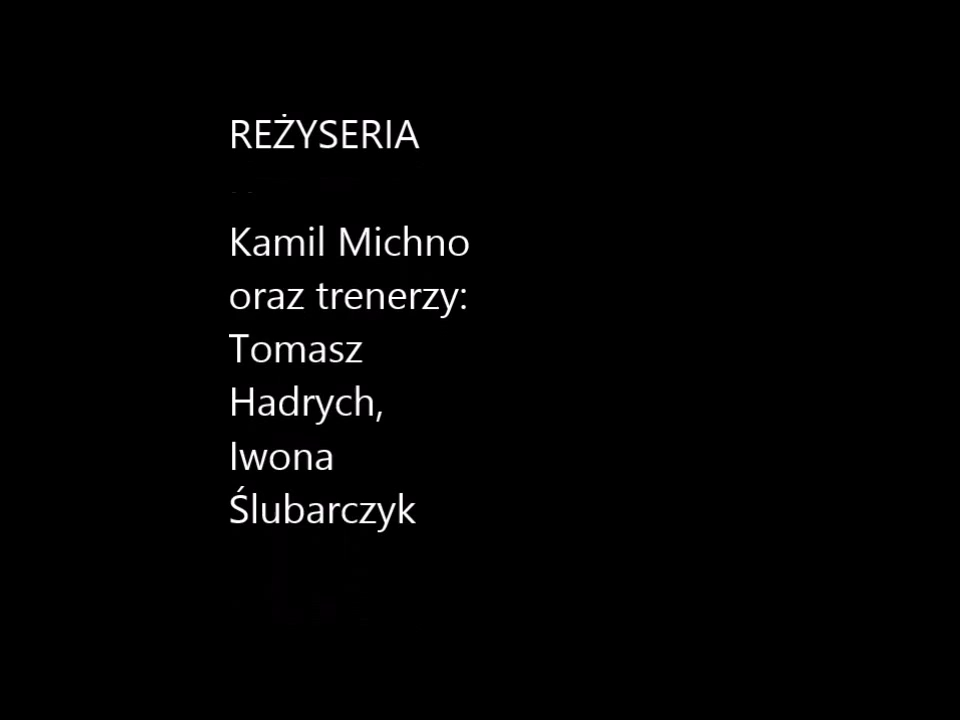 REŻYSERIA
Kamil Michno
oraz trenerzy:
Tomasz
Hadrych,
Iwona
Ślubarczyk